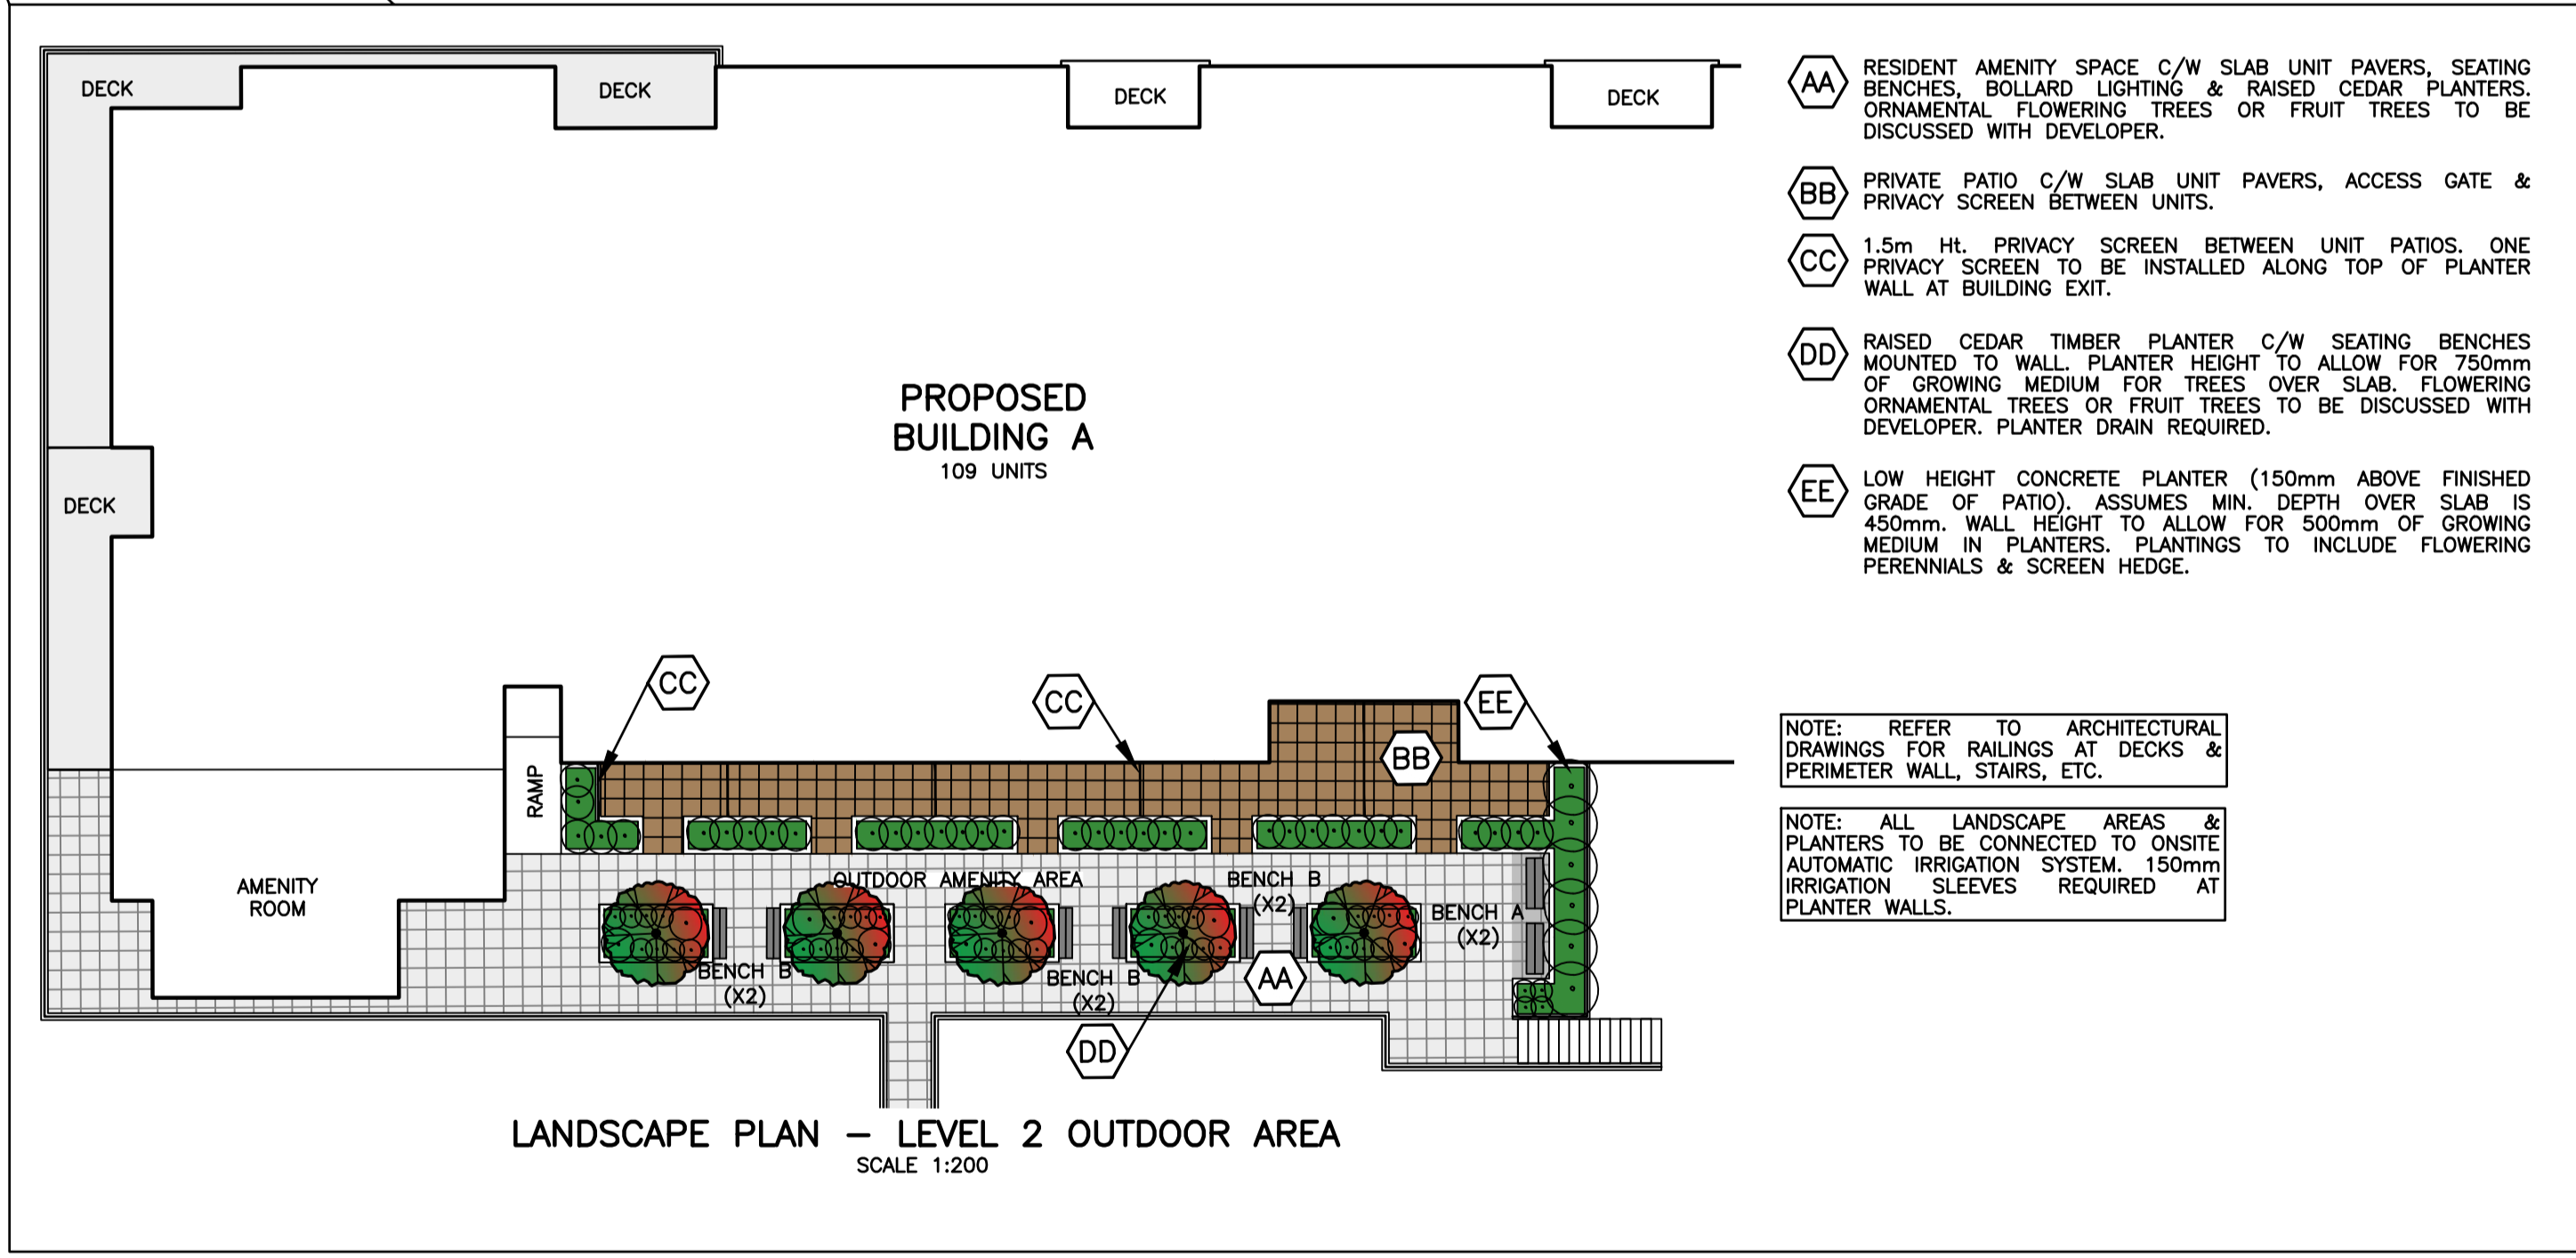 DECK
DECK
DECK
DECK
DECK
PROPOSED
BUILDING A
109 UNITS
CC
CC
EE
BB
RAMP
AMENITY
ROOM
OUTDOOR AMENITY AREA
BENCH B
(X2)
BENCH A
(X2)
BENCH B
(X2)
BENCH B
(X2)
AA
DD
LANDSCAPE PLAN – LEVEL 2 OUTDOOR AREA
SCALE 1:200
AA
RESIDENT AMENITY SPACE C/W SLAB UNIT PAVERS, SEATING
BENCHES, BOLLARD LIGHTING & RAISED CEDAR PLANTERS.
ORNAMENTAL FLOWERING TREES OR FRUIT TREES TO BE
DISCUSSED WITH DEVELOPER.
BB
PRIVATE PATIO C/W SLAB UNIT PAVERS, ACCESS GATE &
PRIVACY SCREEN BETWEEN UNITS.
CC
1.5m Ht. PRIVACY SCREEN BETWEEN UNIT PATIOS. ONE
PRIVACY SCREEN TO BE INSTALLED ALONG TOP OF PLANTER
WALL AT BUILDING EXIT.
DD
RAISED CEDAR TIMBER PLANTER C/W SEATING BENCHES
MOUNTED TO WALL. PLANTER HEIGHT TO ALLOW FOR 750mm
OF GROWING MEDIUM FOR TREES OVER SLAB. FLOWERING
ORNAMENTAL TREES OR FRUIT TREES TO BE DISCUSSED WITH
DEVELOPER. PLANTER DRAIN REQUIRED.
EE
LOW HEIGHT CONCRETE PLANTER (150mm ABOVE FINISHED
GRADE OF PATIO). ASSUMES MIN. DEPTH OVER SLAB IS
450mm. WALL HEIGHT TO ALLOW FOR 500mm OF GROWING
MEDIUM IN PLANTERS. PLANTINGS TO INCLUDE FLOWERING
PERENNIALS & SCREEN HEDGE.
NOTE: REFER TO ARCHITECTURAL
DRAWINGS FOR RAILINGS AT DECKS &
PERIMETER WALL, STAIRS, ETC.
NOTE: ALL LANDSCAPE AREAS &
PLANTERS TO BE CONNECTED TO ONSITE
AUTOMATIC IRRIGATION SYSTEM. 150mm
IRRIGATION SLEEVES REQUIRED AT
PLANTER WALLS.